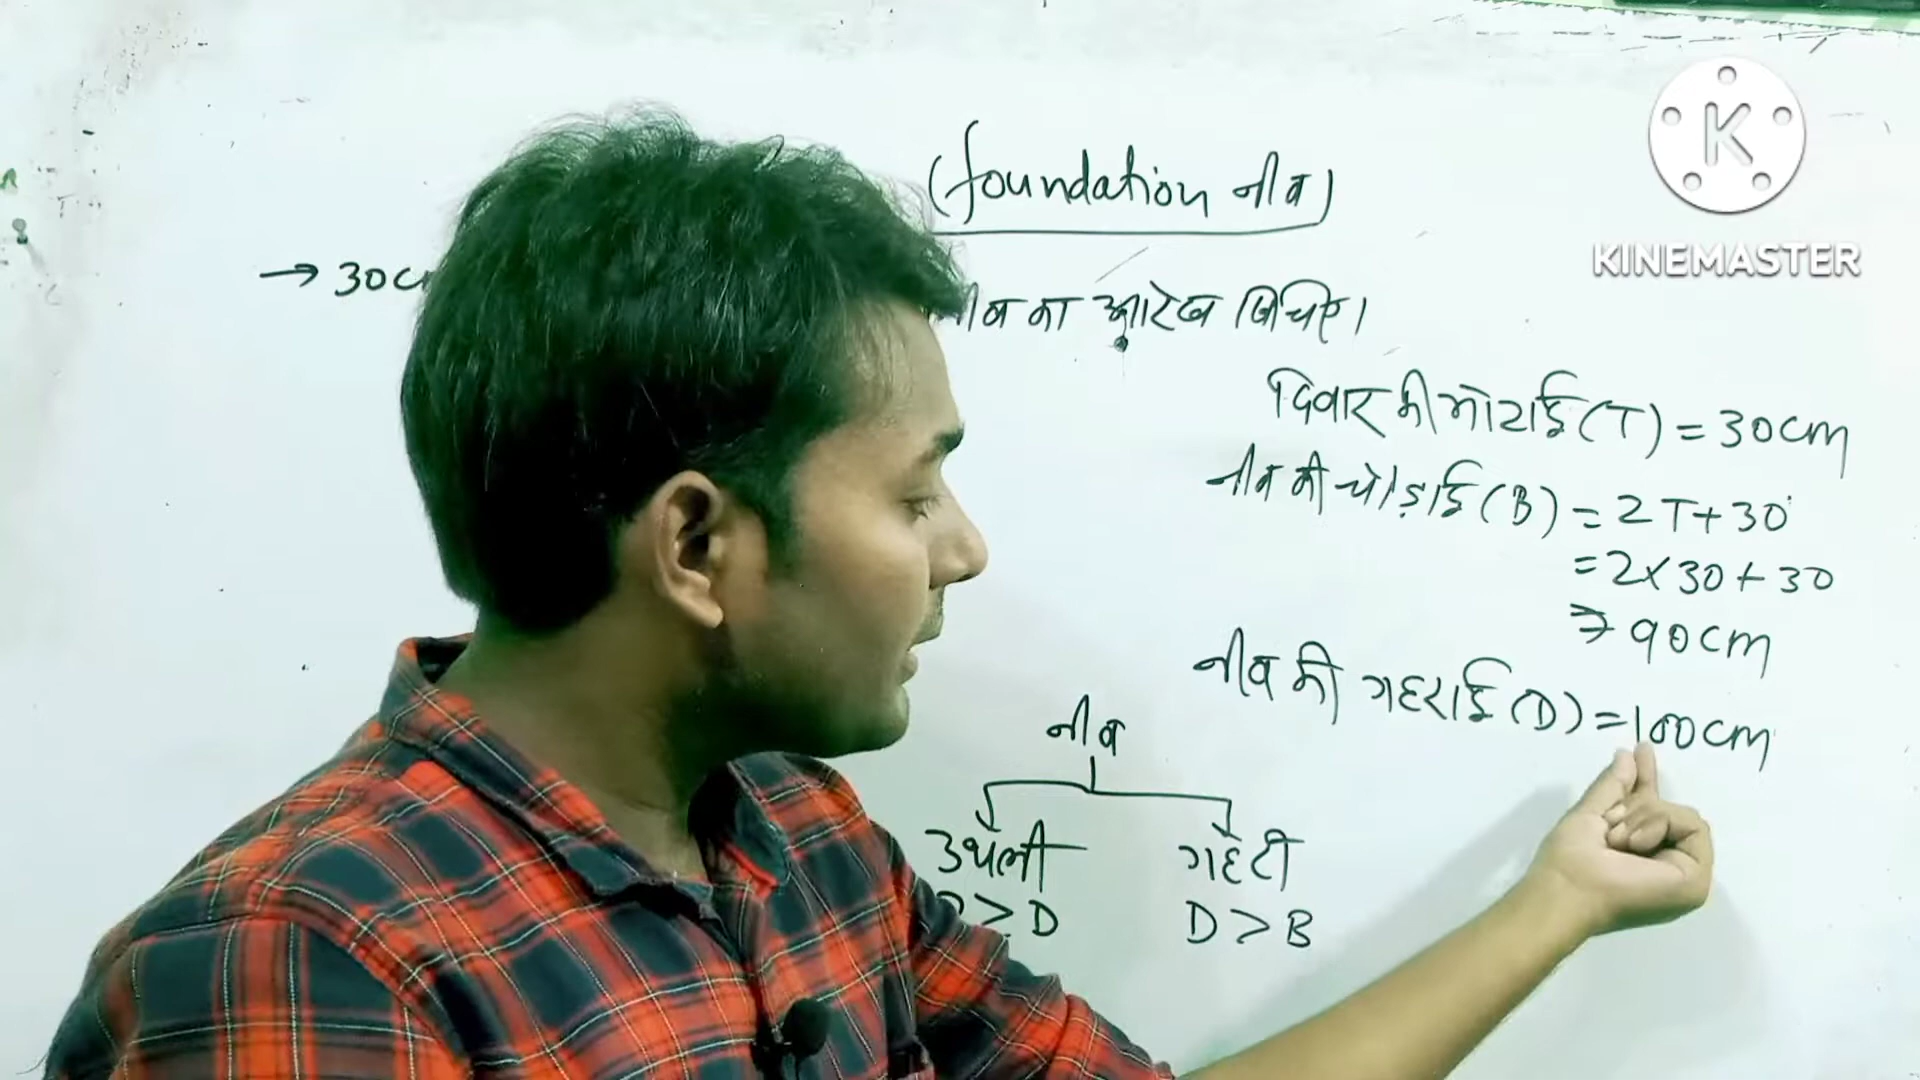 (foundation नीव)
→ 30c
नीव का आरेख खिचिए।
दिवार की मोटाई (T) = 30cm
नीव की चोड़ाई (B) = 2T+30
= 2×30+30
⇒ 90cm
नीव की गहराई (D) = 100cm
नीव
उथली गहरी
> D D > B
K
KINEMASTER